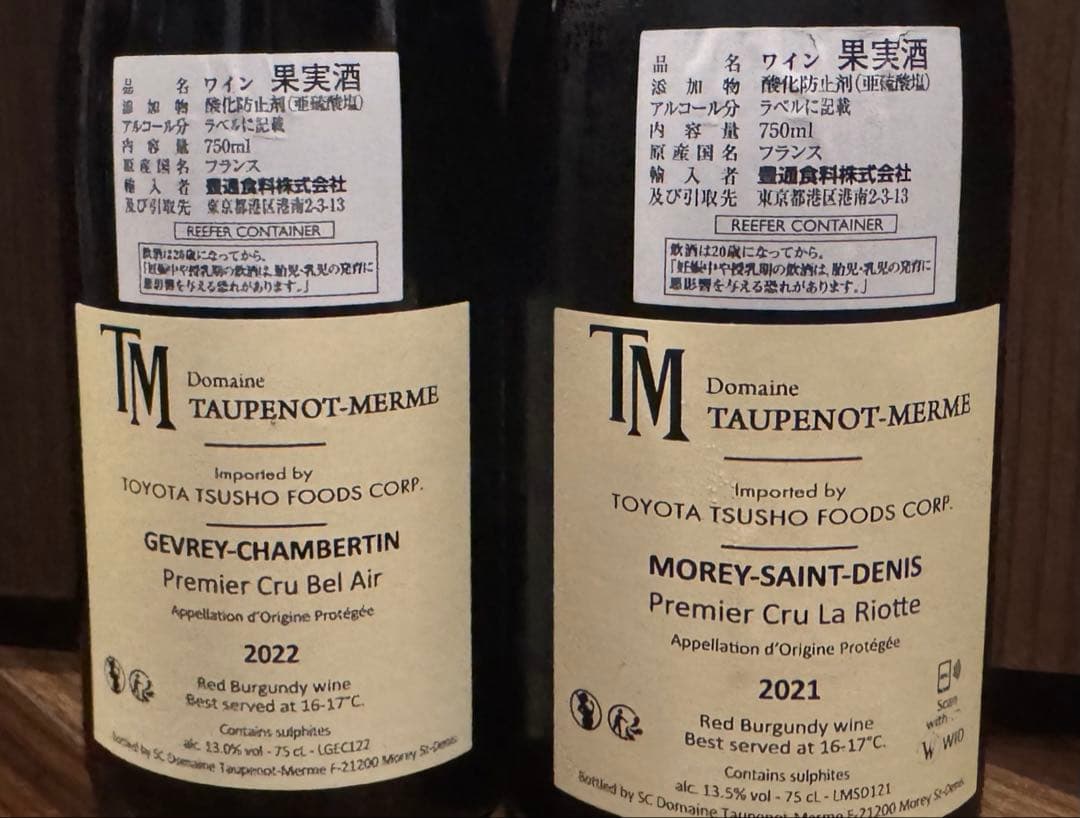 品名 ワイン 果実酒
添加物 酸化防止剤(亜硫酸塩)
アルコール分 ラベルに記載
内容量 750ml
原産国名 フランス
輸入者 豊通食料株式会社
及び引取先 東京都港区港南2-3-13
REEFER CONTAINER
飲酒は20歳になってから。
「妊娠中や授乳期の飲酒は、胎児・乳児の発育に
悪影響を与える恐れがあります。」
TM
Domaine
TAUPENOT-MERME
Imported by
TOYOTA TSUSHO FOODS CORP.
GEVREY-CHAMBERTIN
Premier Cru Bel Air
Appellation d'Origine Protégée
2022
Red Burgundy wine
Best served at 16-17°C.
Contains sulphites
alc. 13.0% vol - 75 cL - LGEC122
Bottled by SC Domaine Taupenot-Merme F-21200 Morey St-Denis
品名 ワイン 果実酒
添加物 酸化防止剤(亜硫酸塩)
アルコール分 ラベルに記載
内容量 750ml
原産国名 フランス
輸入者 豊通食料株式会社
及び引取先 東京都港区港南2-3-13
REEFER CONTAINER
飲酒は20歳になってから。
「妊娠中や授乳期の飲酒は、胎児・乳児の発育に
悪影響を与える恐れがあります。」
TM
Domaine
TAUPENOT-MERME
Imported by
TOYOTA TSUSHO FOODS CORP.
MOREY-SAINT-DENIS
Premier Cru La Riotte
Appellation d'Origine Protégée
2021
Red Burgundy wine
Best served at 16-17°C.
Contains sulphites
alc. 13.5% vol - 75 cL - LMSD121
Bottled by SC Domaine Taupenot-Merme F-21200 Morey St-Denis
Scan
with
W WID